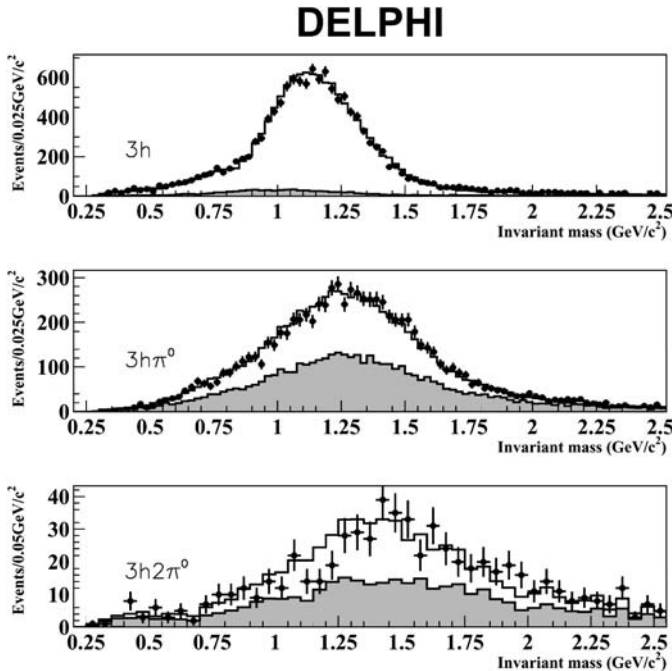 DELPHI
Events/0.025GeV/c²
600
400
200
0
3h
0.25 0.5 0.75 1 1.25 1.5 1.75 2 2.25 2.5
Invariant mass (GeV/c²)
Events/0.025GeV/c²
300
200
100
0
3hπ⁰
0.25 0.5 0.75 1 1.25 1.5 1.75 2 2.25 2.5
Invariant mass (GeV/c²)
Events/0.05GeV/c²
40
30
20
10
0
3h2π⁰
0.25 0.5 0.75 1 1.25 1.5 1.75 2 2.25 2.5
Invariant mass (GeV/c²)